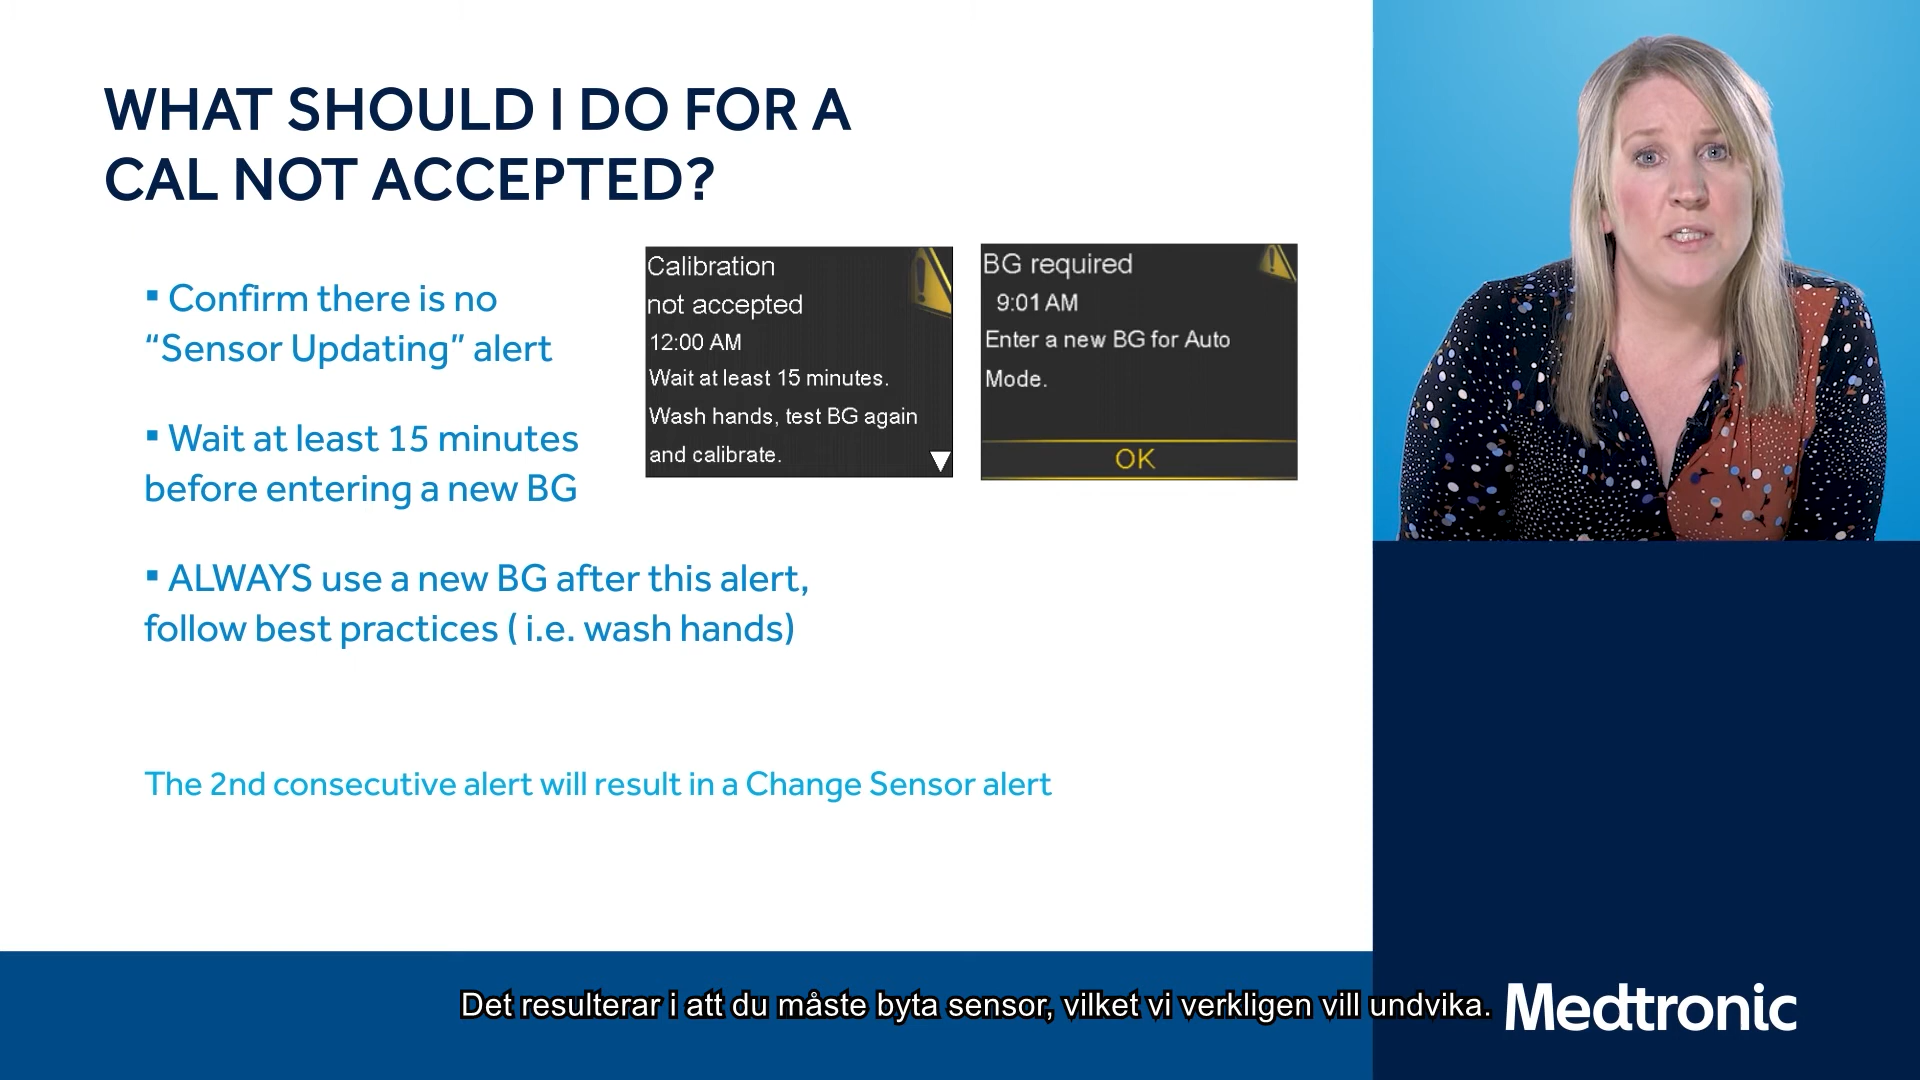 WHAT SHOULD I DO FOR A
CAL NOT ACCEPTED?
▪ Confirm there is no
“Sensor Updating” alert
▪ Wait at least 15 minutes
before entering a new BG
▪ ALWAYS use a new BG after this alert,
follow best practices ( i.e. wash hands)
Calibration
not accepted
12:00 AM
Wait at least 15 minutes.
Wash hands, test BG again
and calibrate.
BG required
9:01 AM
Enter a new BG for Auto
Mode.
OK
The 2nd consecutive alert will result in a Change Sensor alert
Det resulterar i att du måste byta sensor, vilket vi verkligen vill undvika.
Medtronic